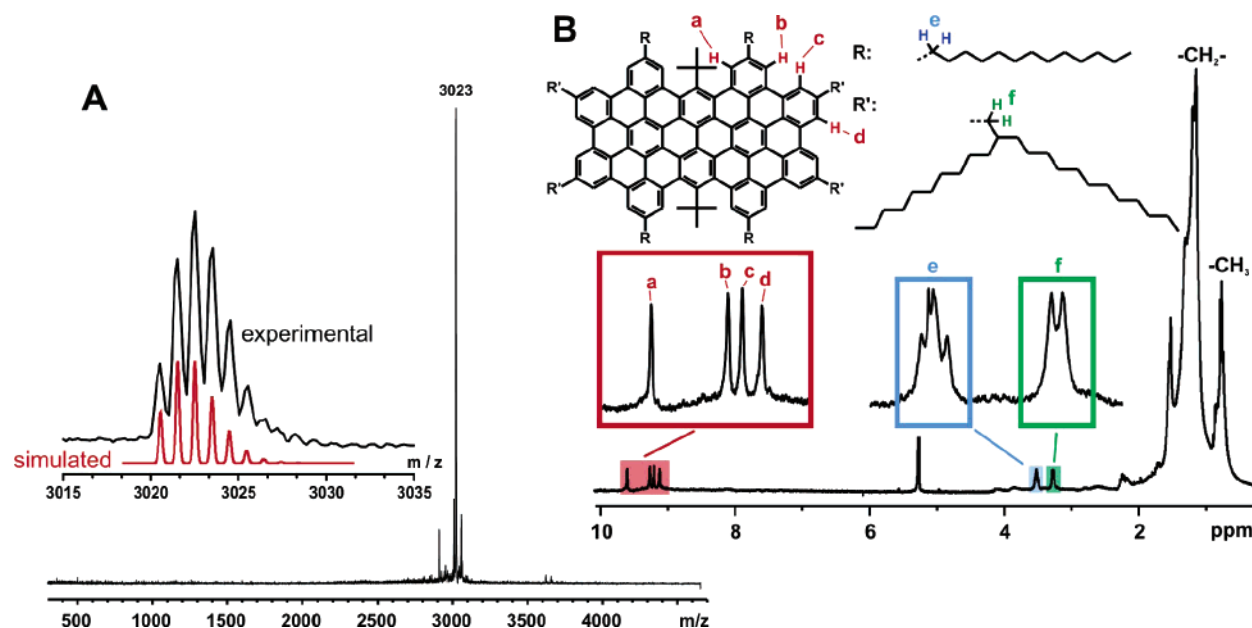 A
3023
experimental
simulated
m / z
3015 3020 3025 3030 3035
500 1000 1500 2000 2500 3000 3500 4000 m/z
B
a b c
R R
H H H
R' R'
H d
R' R'
R R
R:
e
H H
R':
f
H
H
-CH2-
-CH3
a b c d
e
f
10 8 6 4 2 ppm